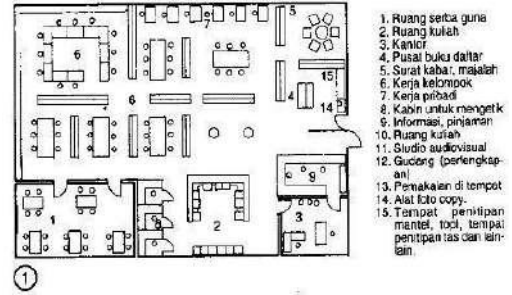 7
5
6
15
4
14
6
9
1
8
2
3
1
1. Ruang serba guna
2. Ruang kuliah
3. Kantor
4. Pusat buku daftar
5. Surat kabar, majalah
6. Kerja kelompok
7. Kerja pribadi
8. Kabin untuk mengetik
9. Informasi, pinjaman
10. Ruang kuliah
11. Studio audiovisual
12. Gudang (perlengkap-
an)
13. Pemakaian di tempat
14. Alat foto copy.
15. Tempat penitipan
mantel, topi, tempat
penitipan tas dan lain-
lain